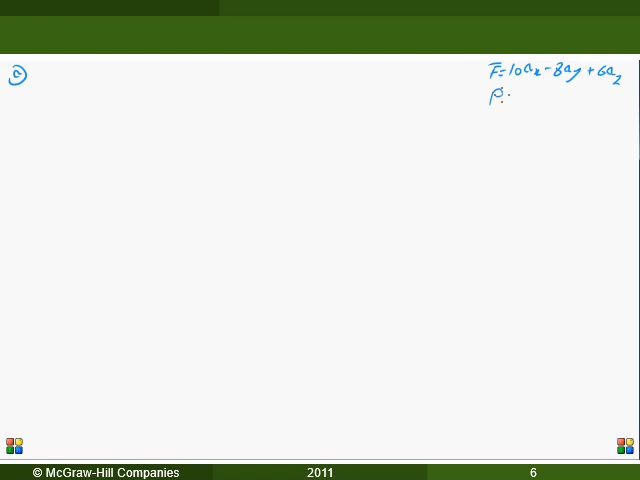 ⓐ
F̅ = 10ax - 8ay + 6az
© McGraw-Hill Companies 2011 6